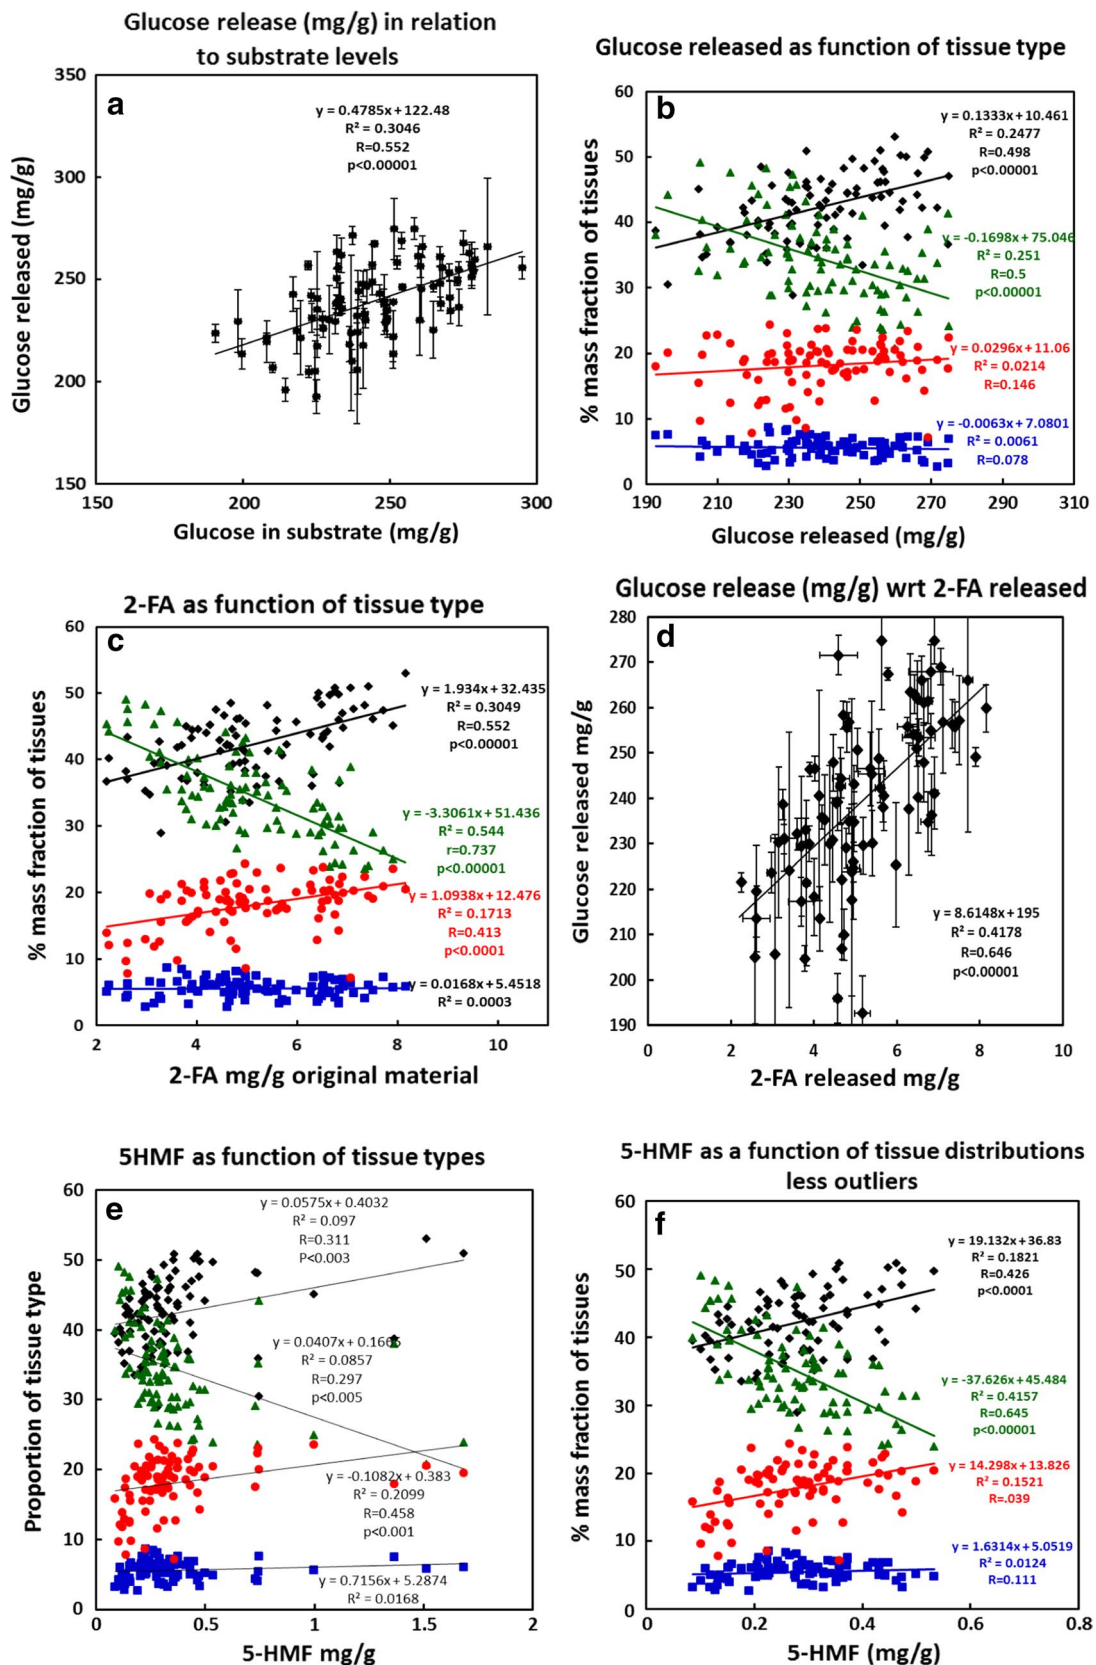 Glucose release (mg/g) in relation
to substrate levels
a
y = 0.4785x + 122.48
R² = 0.3046
R=0.552
p<0.00001
350
300
250
200
150
150 200 250 300
Glucose released (mg/g)
Glucose in substrate (mg/g)
Glucose released as function of tissue type
b
y = 0.1333x + 10.461
R² = 0.2477
R=0.498
p<0.00001
y = -0.1698x + 75.046
R² = 0.251
R=0.5
p<0.00001
y = 0.0296x + 11.06
R² = 0.0214
R=0.146
y = -0.0063x + 7.0801
R² = 0.0061
R=0.078
60
50
40
30
20
10
0
190 210 230 250 270 290 310
% mass fraction of tissues
Glucose released (mg/g)
2-FA as function of tissue type
c
y = 1.934x + 32.435
R² = 0.3049
R=0.552
p<0.00001
y = -3.3061x + 51.436
R² = 0.544
r=0.737
p<0.00001
y = 1.0938x + 12.476
R² = 0.1713
R=0.413
p<0.0001
y = 0.0168x + 5.4518
R² = 0.0003
60
50
40
30
20
10
0
2 4 6 8 10
% mass fraction of tissues
2-FA mg/g original material
Glucose release (mg/g) wrt 2-FA released
d
y = 8.6148x + 195
R² = 0.4178
R=0.646
p<0.00001
280
270
260
250
240
230
220
210
200
190
0 2 4 6 8 10
Glucose released mg/g
2-FA released mg/g
5HMF as function of tissue types
e
y = 0.0575x + 0.4032
R² = 0.097
R=0.311
P<0.003
R² = 0.0857
R=0.297
p<0.005
y = -0.1082x + 0.383
R² = 0.2099
R=0.458
p<0.001
y = 0.7156x + 5.2874
R² = 0.0168
60
50
40
30
20
10
0
0 0.5 1 1.5 2
Proportion of tissue type
5-HMF mg/g
5-HMF as a function of tissue distributions
less outliers
f
y = 19.132x + 36.83
R² = 0.1821
R=0.426
p<0.0001
y = -37.626x + 45.484
R² = 0.4157
R=0.645
p<0.00001
y = 14.298x + 13.826
R² = 0.1521
R=.039
y = 1.6314x + 5.0519
R² = 0.0124
R=0.111
60
50
40
30
20
10
0
0 0.2 0.4 0.6 0.8
% mass fraction of tissues
5-HMF (mg/g)